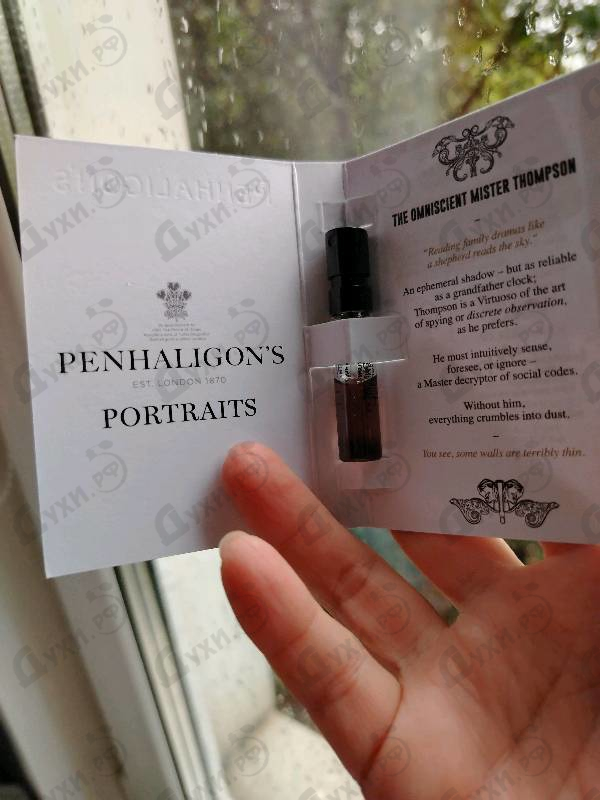 PENHALIGON'S
EST. LONDON 1870
PORTRAITS
THE OMNISCIENT MISTER THOMPSON
–
"Reading family dramas like
a shepherd reads the sky."
An ephemeral shadow – but as reliable
as a grandfather clock;
Thompson is a Virtuoso of the art
of spying or discrete observation,
as he prefers.
He must intuitively sense,
foresee, or ignore –
a Master decryptor of social codes.
Without him,
everything crumbles into dust.
–
You see, some walls are terribly thin.
Духи.РФ